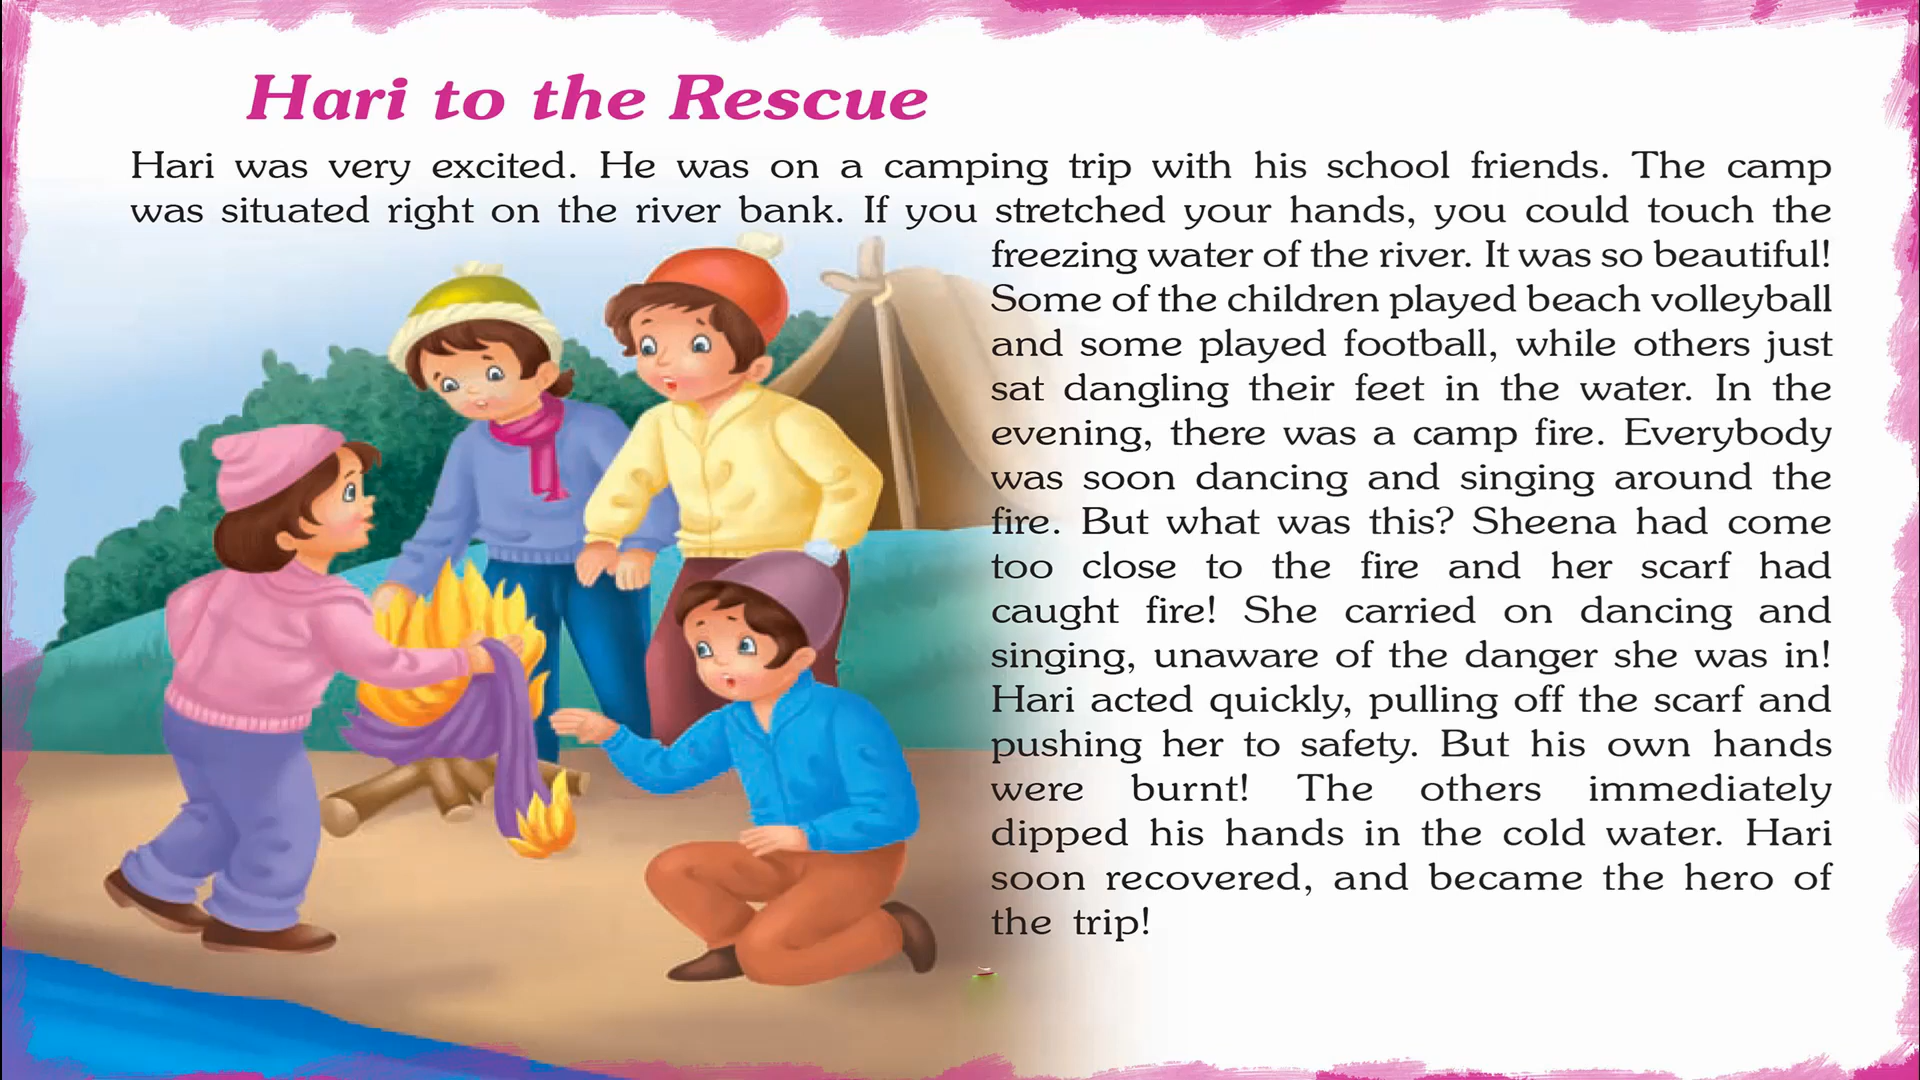 Hari to the Rescue
Hari was very excited. He was on a camping trip with his school friends. The camp
was situated right on the river bank. If you stretched your hands, you could touch the
freezing water of the river. It was so beautiful!
Some of the children played beach volleyball
and some played football, while others just
sat dangling their feet in the water. In the
evening, there was a camp fire. Everybody
was soon dancing and singing around the
fire. But what was this? Sheena had come
too close to the fire and her scarf had
caught fire! She carried on dancing and
singing, unaware of the danger she was in!
Hari acted quickly, pulling off the scarf and
pushing her to safety. But his own hands
were burnt! The others immediately
dipped his hands in the cold water. Hari
soon recovered, and became the hero of
the trip!